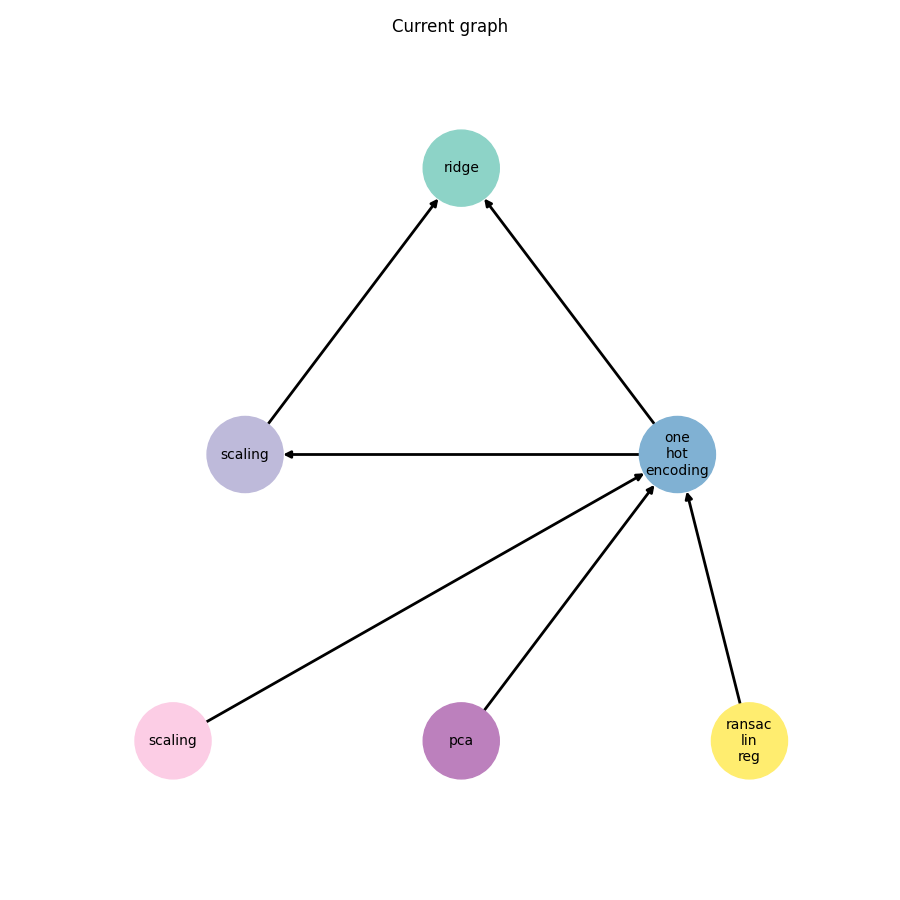 Current graph
ridge
scaling
one
hot
encoding
scaling
pca
ransac
lin
reg